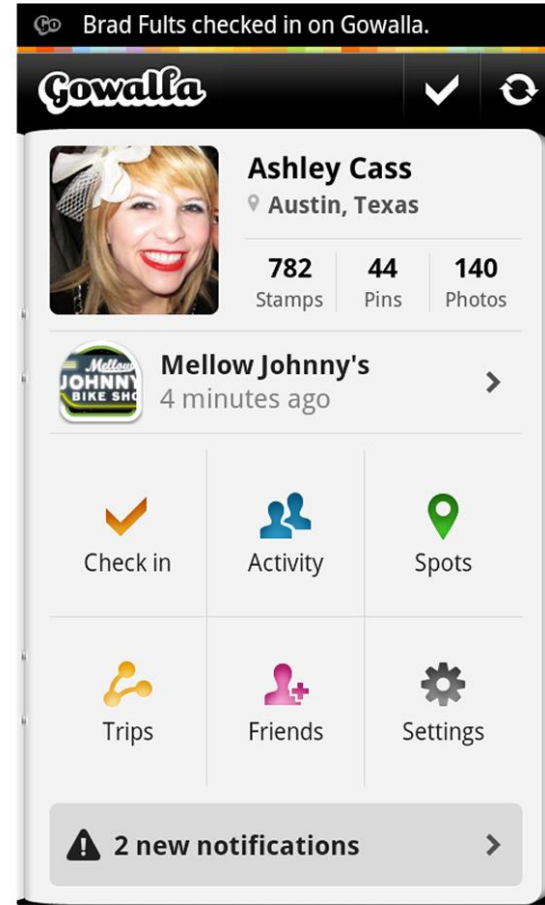 Go Brad Fults checked in on Gowalla.
Gowalla
Ashley Cass
Austin, Texas
782 44 140
Stamps Pins Photos
Mellow
JOHNNY
BIKE SHO
Mellow Johnny's
4 minutes ago
Check in Activity Spots
Trips Friends Settings
2 new notifications